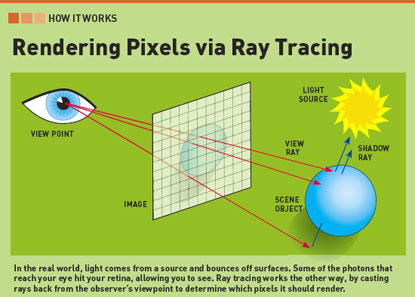 HOW IT WORKS
Rendering Pixels via Ray Tracing
LIGHT
SOURCE
VIEW POINT
VIEW
RAY
SHADOW
RAY
IMAGE
SCENE
OBJECT
In the real world, light comes from a source and bounces off surfaces. Some of the photons that
reach your eye hit your retina, allowing you to see. Ray tracing works the other way, by casting
rays back from the observer's viewpoint to determine which pixels it should render.